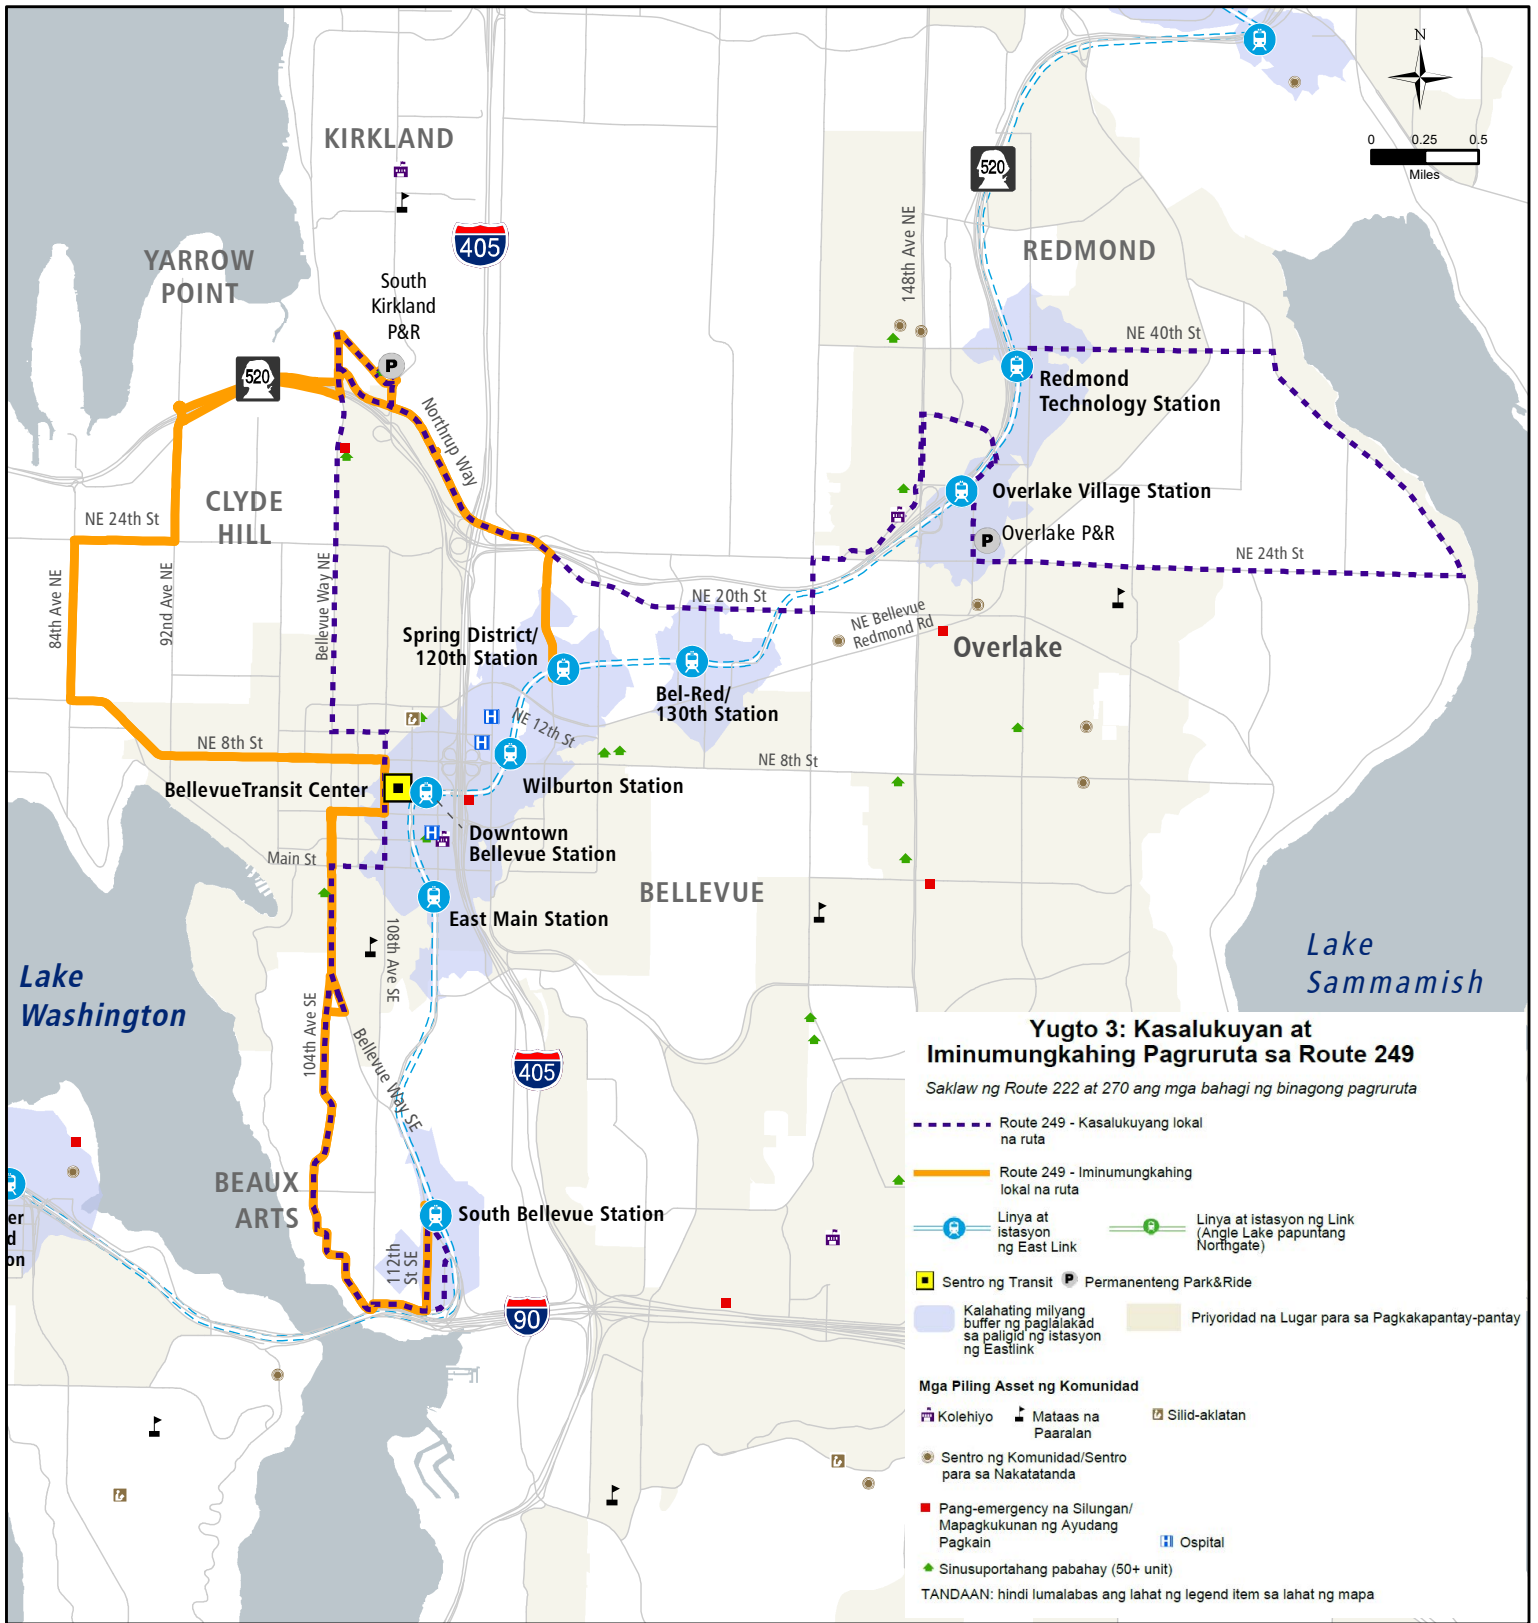 N
0 0.25 0.5
Miles
KIRKLAND
520
148th Ave NE
405
YARROW
POINT
REDMOND
South
Kirkland
P&R
P
NE 40th St
520
Redmond
Technology Station
Northrup Way
CLYDE
HILL
NE 24th St
Overlake Village Station
P
Overlake P&R
NE 24th St
84th Ave NE
92nd Ave NE
Bellevue Way NE
NE 20th St
NE Bellevue
Redmond Rd
Spring District/
120th Station
Overlake
Bel-Red/
130th Station
H
NE 12th St
H
NE 8th St
NE 8th St
BellevueTransit Center
Wilburton Station
H
Downtown
Bellevue Station
Main St
BELLEVUE
East Main Station
108th Ave SE
Lake
Washington
Lake
Sammamish
104th Ave SE
Bellevue Way SE
405
BEAUX
ARTS
South Bellevue Station
112th
St SE
er
d
on
90
Yugto 3: Kasalukuyan at
Iminumungkahing Pagruruta sa Route 249
Saklaw ng Route 222 at 270 ang mga bahagi ng binagong pagruruta
Route 249 - Kasalukuyang lokal
na ruta
Route 249 - Iminumungkahing
lokal na ruta
Linya at
istasyon
ng East Link
Linya at istasyon ng Link
(Angle Lake papuntang
Northgate)
Sentro ng Transit
P Permanenteng Park&Ride
Kalahating milyang
buffer ng paglalakad
sa paligid ng istasyon
ng Eastlink
Priyoridad na Lugar para sa Pagkakapantay-pantay
Mga Piling Asset ng Komunidad
Kolehiyo
Mataas na
Paaralan
Silid-aklatan
Sentro ng Komunidad/Sentro
para sa Nakatatanda
Pang-emergency na Silungan/
Mapagkukunan ng Ayudang
Pagkain
H Ospital
Sinusuportahang pabahay (50+ unit)
TANDAAN: hindi lumalabas ang lahat ng legend item sa lahat ng mapa